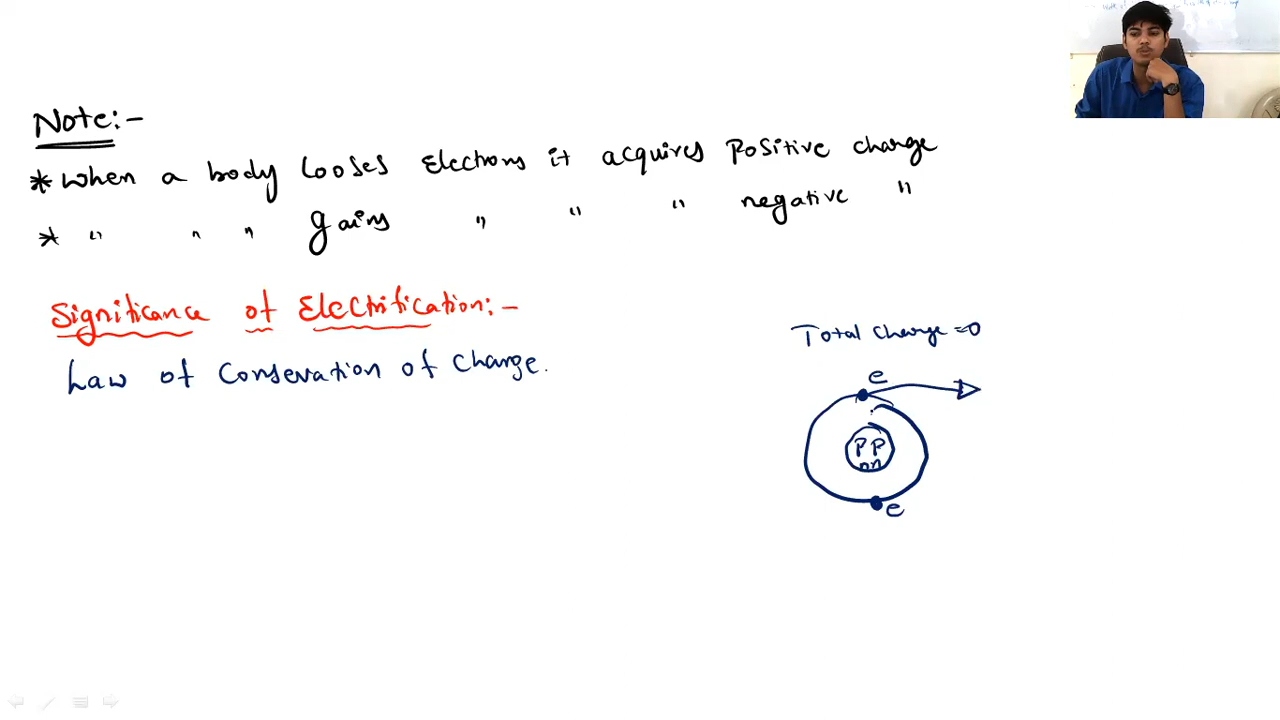 Note:-
* When a body looses Electrons it acquires Positive charge
* " " " gains " " " negative "
Significance of Electrification:-
Law of Conservation of Charge.
Total Charge = 0
e
PP
nn
e